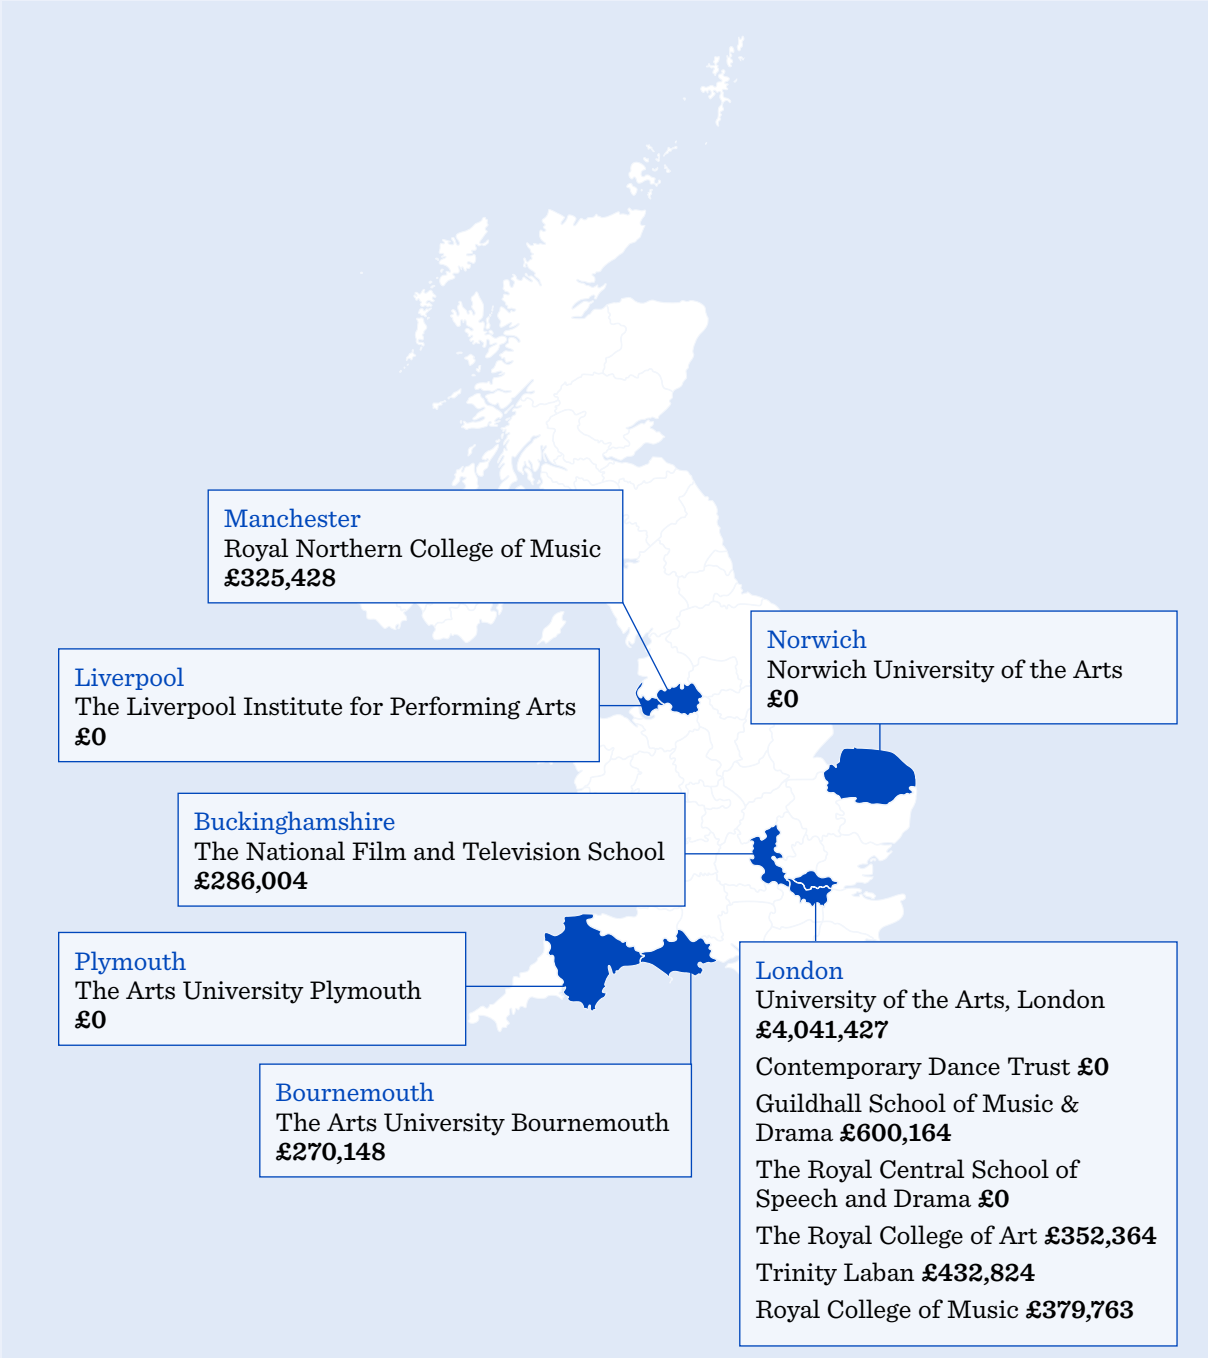 Manchester
Royal Northern College of Music
£325,428
Norwich
Norwich University of the Arts
£0
Liverpool
The Liverpool Institute for Performing Arts
£0
Buckinghamshire
The National Film and Television School
£286,004
Plymouth
The Arts University Plymouth
£0
London
University of the Arts, London
£4,041,427
Contemporary Dance Trust £0
Guildhall School of Music &
Drama £600,164
The Royal Central School of
Speech and Drama £0
The Royal College of Art £352,364
Trinity Laban £432,824
Royal College of Music £379,763
Bournemouth
The Arts University Bournemouth
£270,148